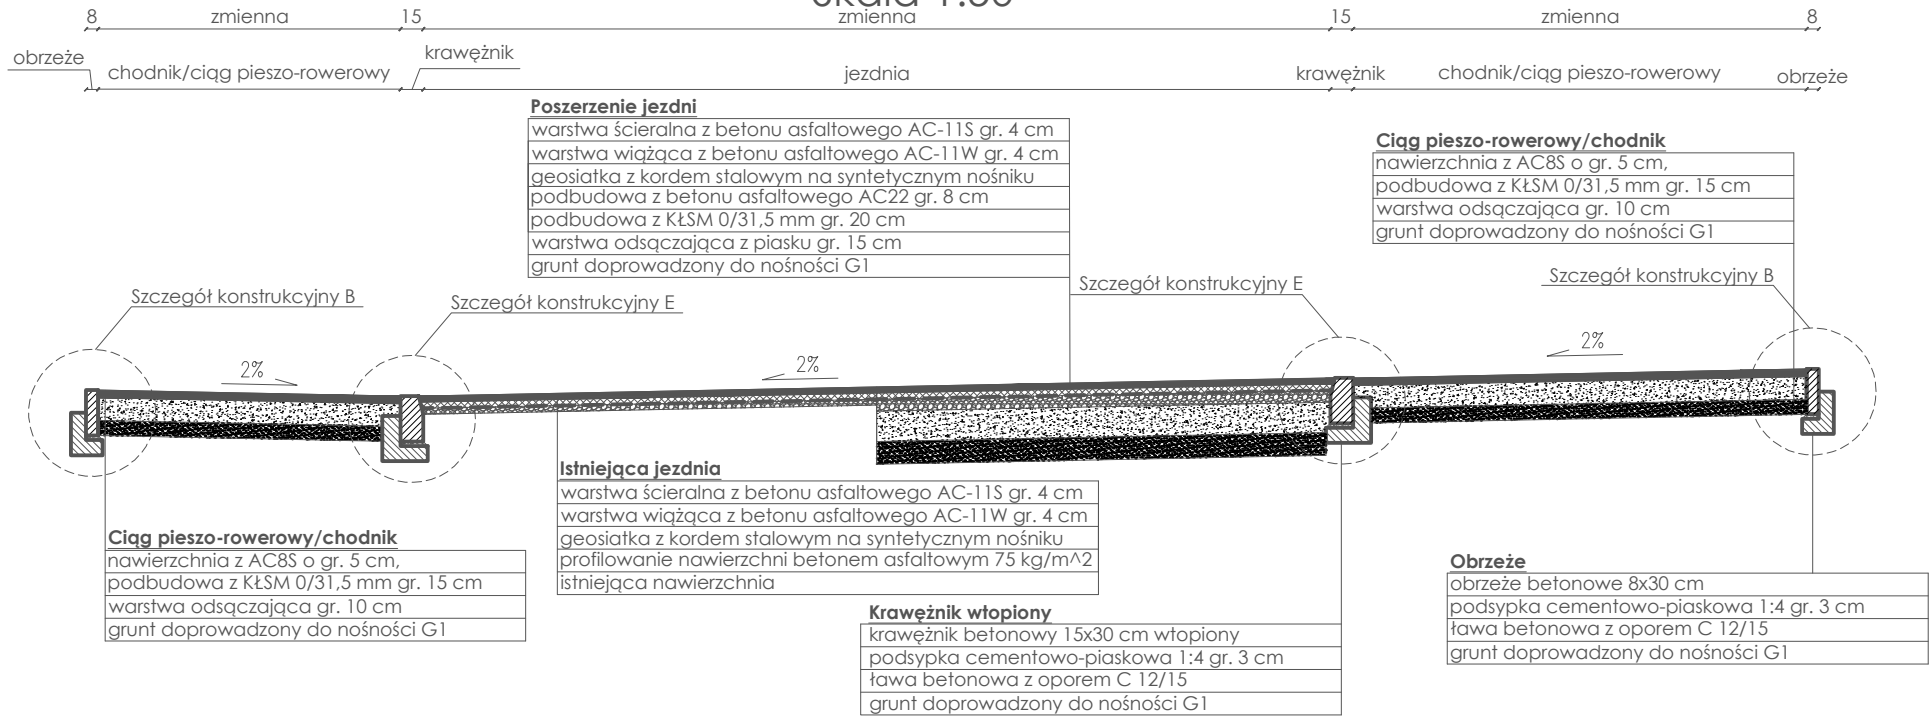 8 zmienna 15 zmienna 15 zmienna 8
obrzeże chodnik/ciąg pieszo-rowerowy krawężnik jezdnia krawężnik chodnik/ciąg pieszo-rowerowy obrzeże
Poszerzenie jezdni
warstwa ścieralna z betonu asfaltowego AC-11S gr. 4 cm
warstwa wiążąca z betonu asfaltowego AC-11W gr. 4 cm
geosiatka z kordem stalowym na syntetycznym nośniku
podbudowa z betonu asfaltowego AC22 gr. 8 cm
podbudowa z KŁSM 0/31,5 mm gr. 20 cm
warstwa odsączająca z piasku gr. 15 cm
grunt doprowadzony do nośności G1
Ciąg pieszo-rowerowy/chodnik
nawierzchnia z AC8S o gr. 5 cm,
podbudowa z KŁSM 0/31,5 mm gr. 15 cm
warstwa odsączająca gr. 10 cm
grunt doprowadzony do nośności G1
Szczegół konstrukcyjny B
Szczegół konstrukcyjny E
Szczegół konstrukcyjny E
Szczegół konstrukcyjny B
2%
2%
2%
Istniejąca jezdnia
warstwa ścieralna z betonu asfaltowego AC-11S gr. 4 cm
warstwa wiążąca z betonu asfaltowego AC-11W gr. 4 cm
geosiatka z kordem stalowym na syntetycznym nośniku
profilowanie nawierzchni betonem asfaltowym 75 kg/m^2
istniejąca nawierzchnia
Ciąg pieszo-rowerowy/chodnik
nawierzchnia z AC8S o gr. 5 cm,
podbudowa z KŁSM 0/31,5 mm gr. 15 cm
warstwa odsączająca gr. 10 cm
grunt doprowadzony do nośności G1
Krawężnik wtopiony
krawężnik betonowy 15x30 cm wtopiony
podsypka cementowo-piaskowa 1:4 gr. 3 cm
ława betonowa z oporem C 12/15
grunt doprowadzony do nośności G1
Obrzeże
obrzeże betonowe 8x30 cm
podsypka cementowo-piaskowa 1:4 gr. 3 cm
ława betonowa z oporem C 12/15
grunt doprowadzony do nośności G1